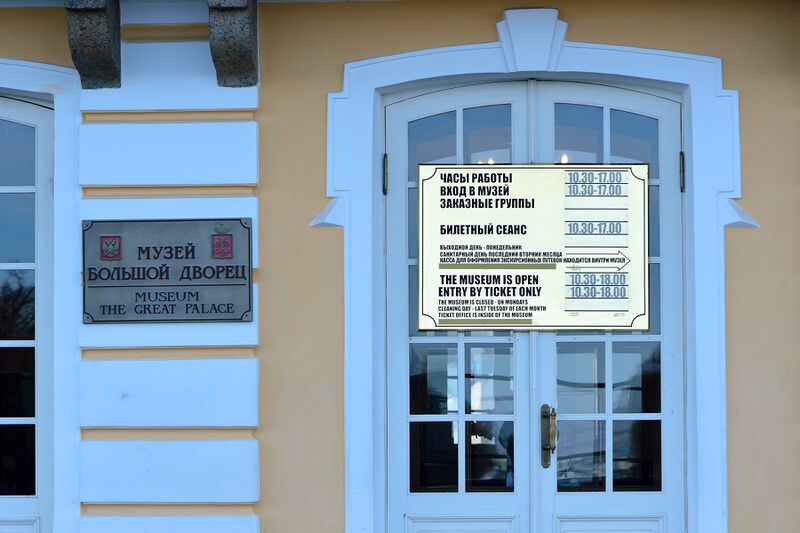 МУЗЕЙ
БОЛЬШОЙ ДВОРЕЦ
MUSEUM
THE GREAT PALACE
ЧАСЫ РАБОТЫ 10.30-17.00
ВХОД В МУЗЕЙ 10.30-17.00
ЗАКАЗНЫЕ ГРУППЫ
БИЛЕТНЫЙ СЕАНС 10.30-17.00
ВЫХОДНОЙ ДЕНЬ - ПОНЕДЕЛЬНИК
САНИТАРНЫЙ ДЕНЬ ПОСЛЕДНИЙ ВТОРНИК МЕСЯЦА
КАССА ДЛЯ ОФОРМЛЕНИЯ ЭКСКУРСИОННЫХ ПУТЕВОК НАХОДИТСЯ ВНУТРИ МУЗЕЯ
THE MUSEUM IS OPEN 10.30-18.00
ENTRY BY TICKET ONLY 10.30-18.00
THE MUSEUM IS CLOSED - ON MONDAYS
CLEANING DAY - LAST TUESDAY OF EACH MONTH
TICKET OFFICE IS INSIDE OF THE MUSEUM